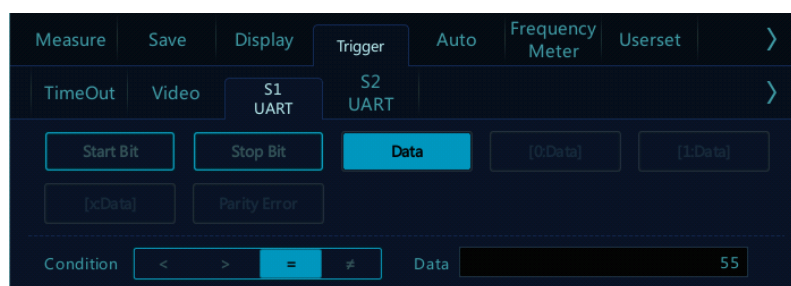 Measure Save Display Trigger Auto Frequency Meter Userset >
TimeOut Video S1 UART S2 UART >
Start Bit Stop Bit Data [0:Data] [1:Data]
[x:Data] Parity Error
Condition < > = ≠ Data 55